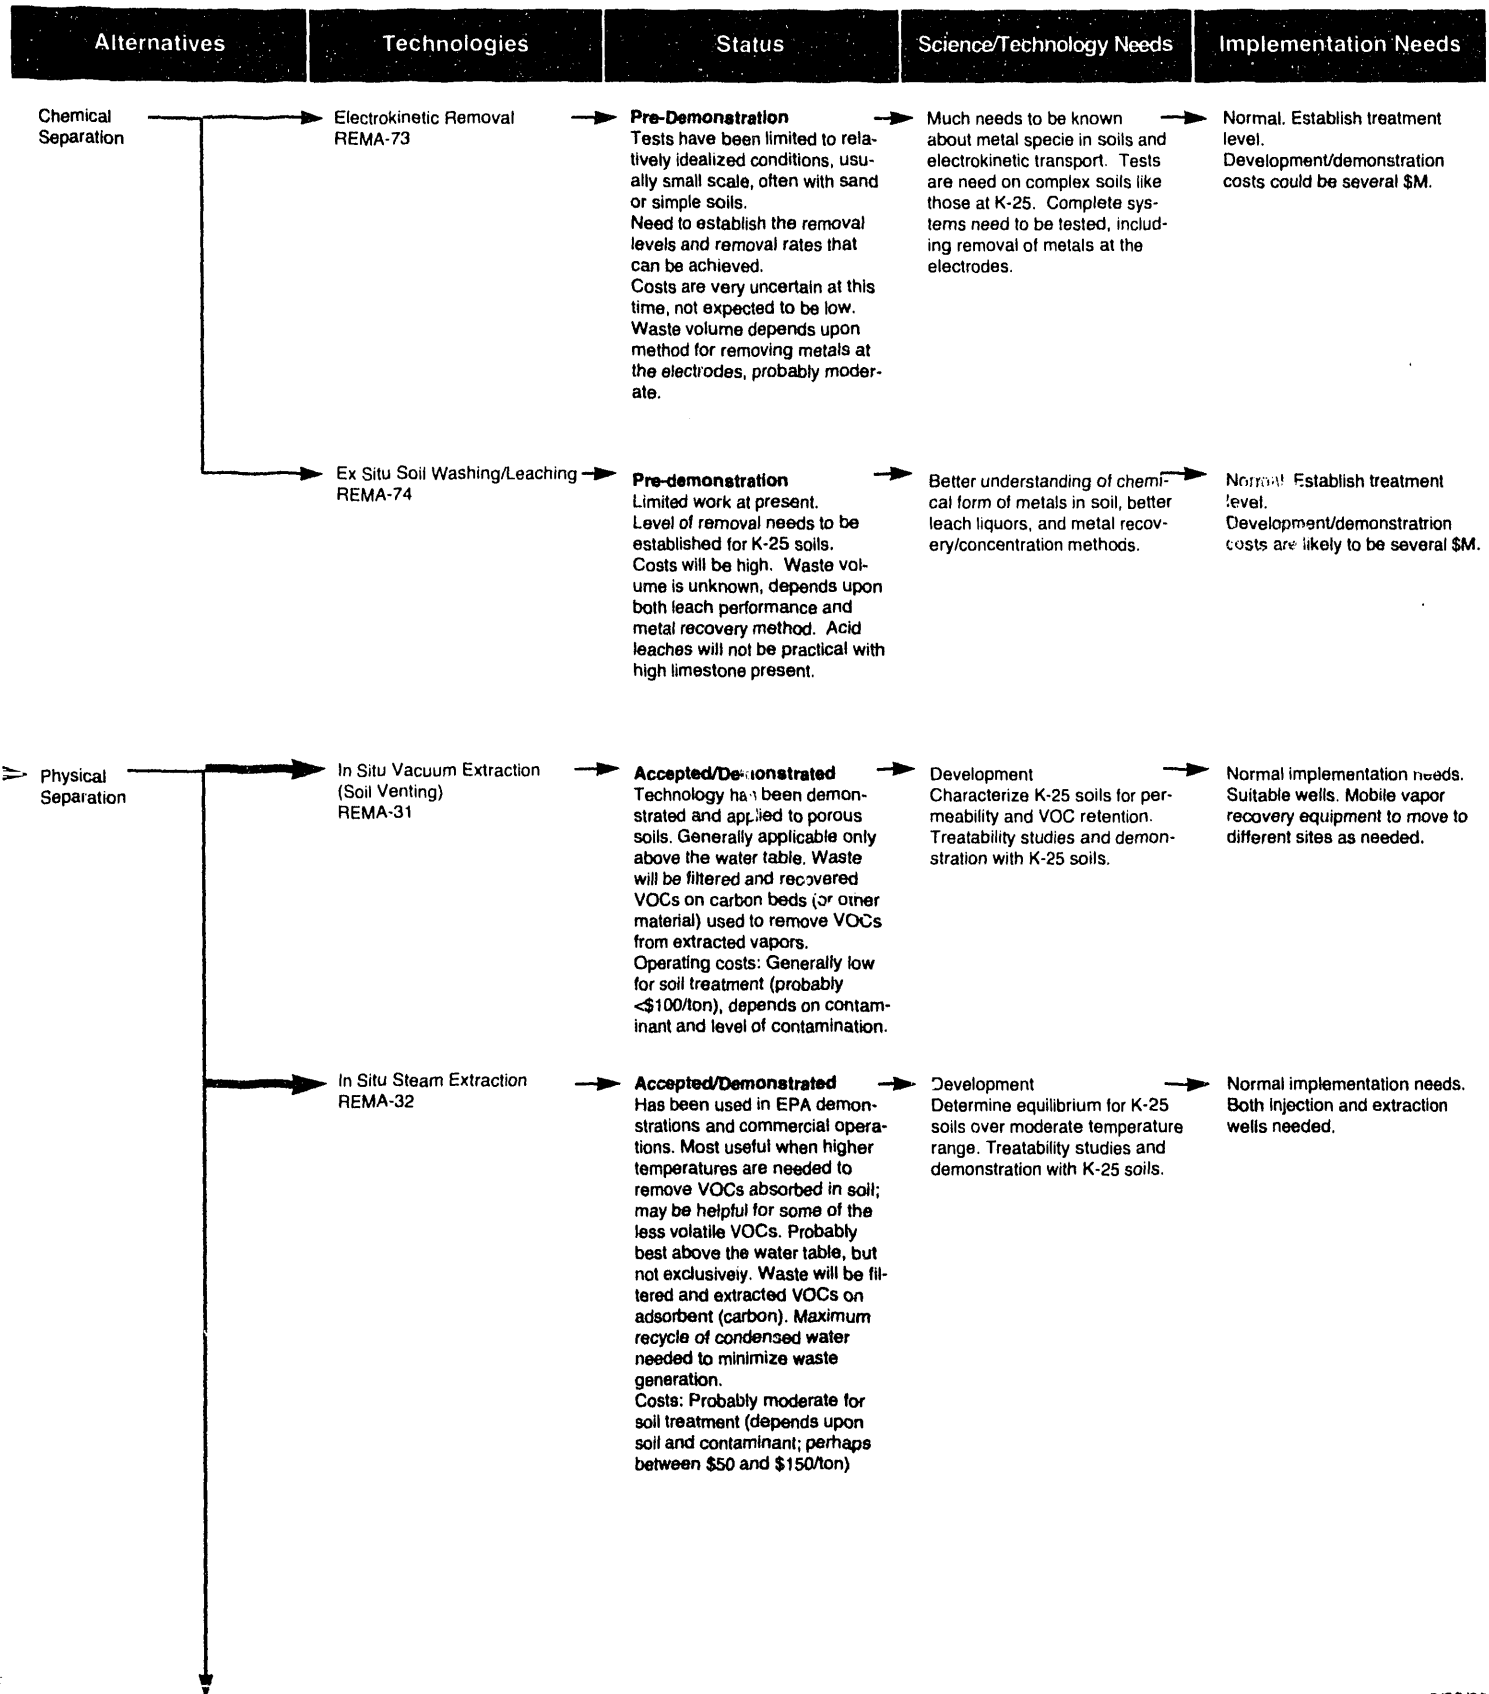 Alternatives
Technologies
Status
Science/Technology Needs
Implementation Needs
Chemical
Separation
Electrokinetic Removal
REMA-73
Pre-Demonstration
Tests have been limited to rela-
tively idealized conditions, usu-
ally small scale, often with sand
or simple soils.
Need to establish the removal
levels and removal rates that
can be achieved.
Costs are very uncertain at this
time, not expected to be low.
Waste volume depends upon
method for removing metals at
the electrodes, probably moder-
ate.
Much needs to be known
about metal specie in soils and
electrokinetic transport. Tests
are need on complex soils like
those at K-25. Complete sys-
tems need to be tested, includ-
ing removal of metals at the
electrodes.
Normal. Establish treatment
level.
Development/demonstration
costs could be several $M.
Ex Situ Soil Washing/Leaching
REMA-74
Pre-demonstration
Limited work at present.
Level of removal needs to be
established for K-25 soils.
Costs will be high. Waste vol-
ume is unknown, depends upon
both leach performance and
metal recovery method. Acid
leaches will not be practical with
high limestone present.
Better understanding of chemi-
cal form of metals in soil, better
leach liquors, and metal recov-
ery/concentration methods.
Normal. Establish treatment
level.
Development/demonstratrion
costs are likely to be several $M.
Physical
Separation
In Situ Vacuum Extraction
(Soil Venting)
REMA-31
Accepted/Demonstrated
Technology has been demon-
strated and applied to porous
soils. Generally applicable only
above the water table. Waste
will be filtered and recovered
VOCs on carbon beds (or other
material) used to remove VOCs
from extracted vapors.
Operating costs: Generally low
for soil treatment (probably
<$100/ton), depends on contam-
inant and level of contamination.
Development
Characterize K-25 soils for per-
meability and VOC retention.
Treatability studies and demon-
stration with K-25 soils.
Normal implementation needs.
Suitable wells. Mobile vapor
recovery equipment to move to
different sites as needed.
In Situ Steam Extraction
REMA-32
Accepted/Demonstrated
Has been used in EPA demon-
strations and commercial opera-
tions. Most useful when higher
temperatures are needed to
remove VOCs absorbed in soil;
may be helpful for some of the
less volatile VOCs. Probably
best above the water table, but
not exclusively. Waste will be fil-
tered and extracted VOCs on
adsorbent (carbon). Maximum
recycle of condensed water
needed to minimize waste
generation.
Costs: Probably moderate for
soil treatment (depends upon
soil and contaminant; perhaps
between $50 and $150/ton)
Development
Determine equilibrium for K-25
soils over moderate temperature
range. Treatability studies and
demonstration with K-25 soils.
Normal implementation needs.
Both injection and extraction
wells needed.